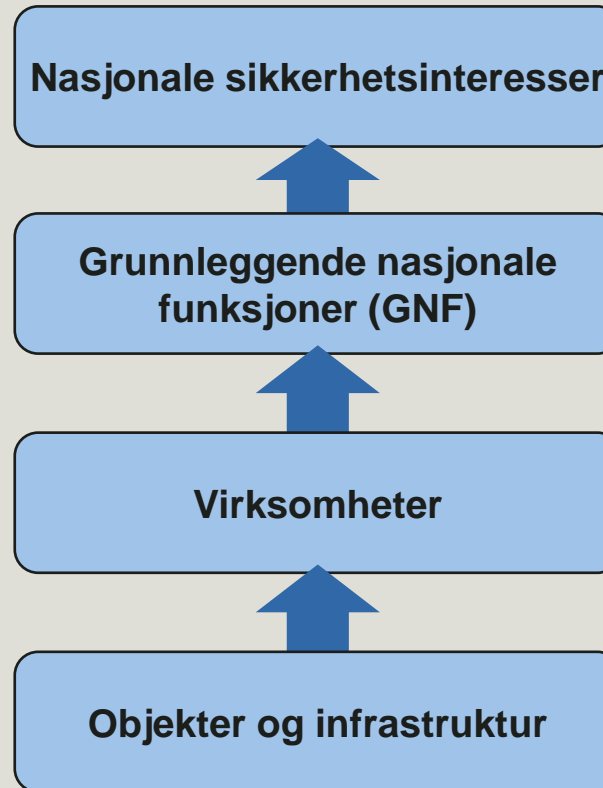 Nasjonale sikkerhetsinteresser
Grunnleggende nasjonale
funksjoner (GNF)
Virksomheter
Objekter og infrastruktur